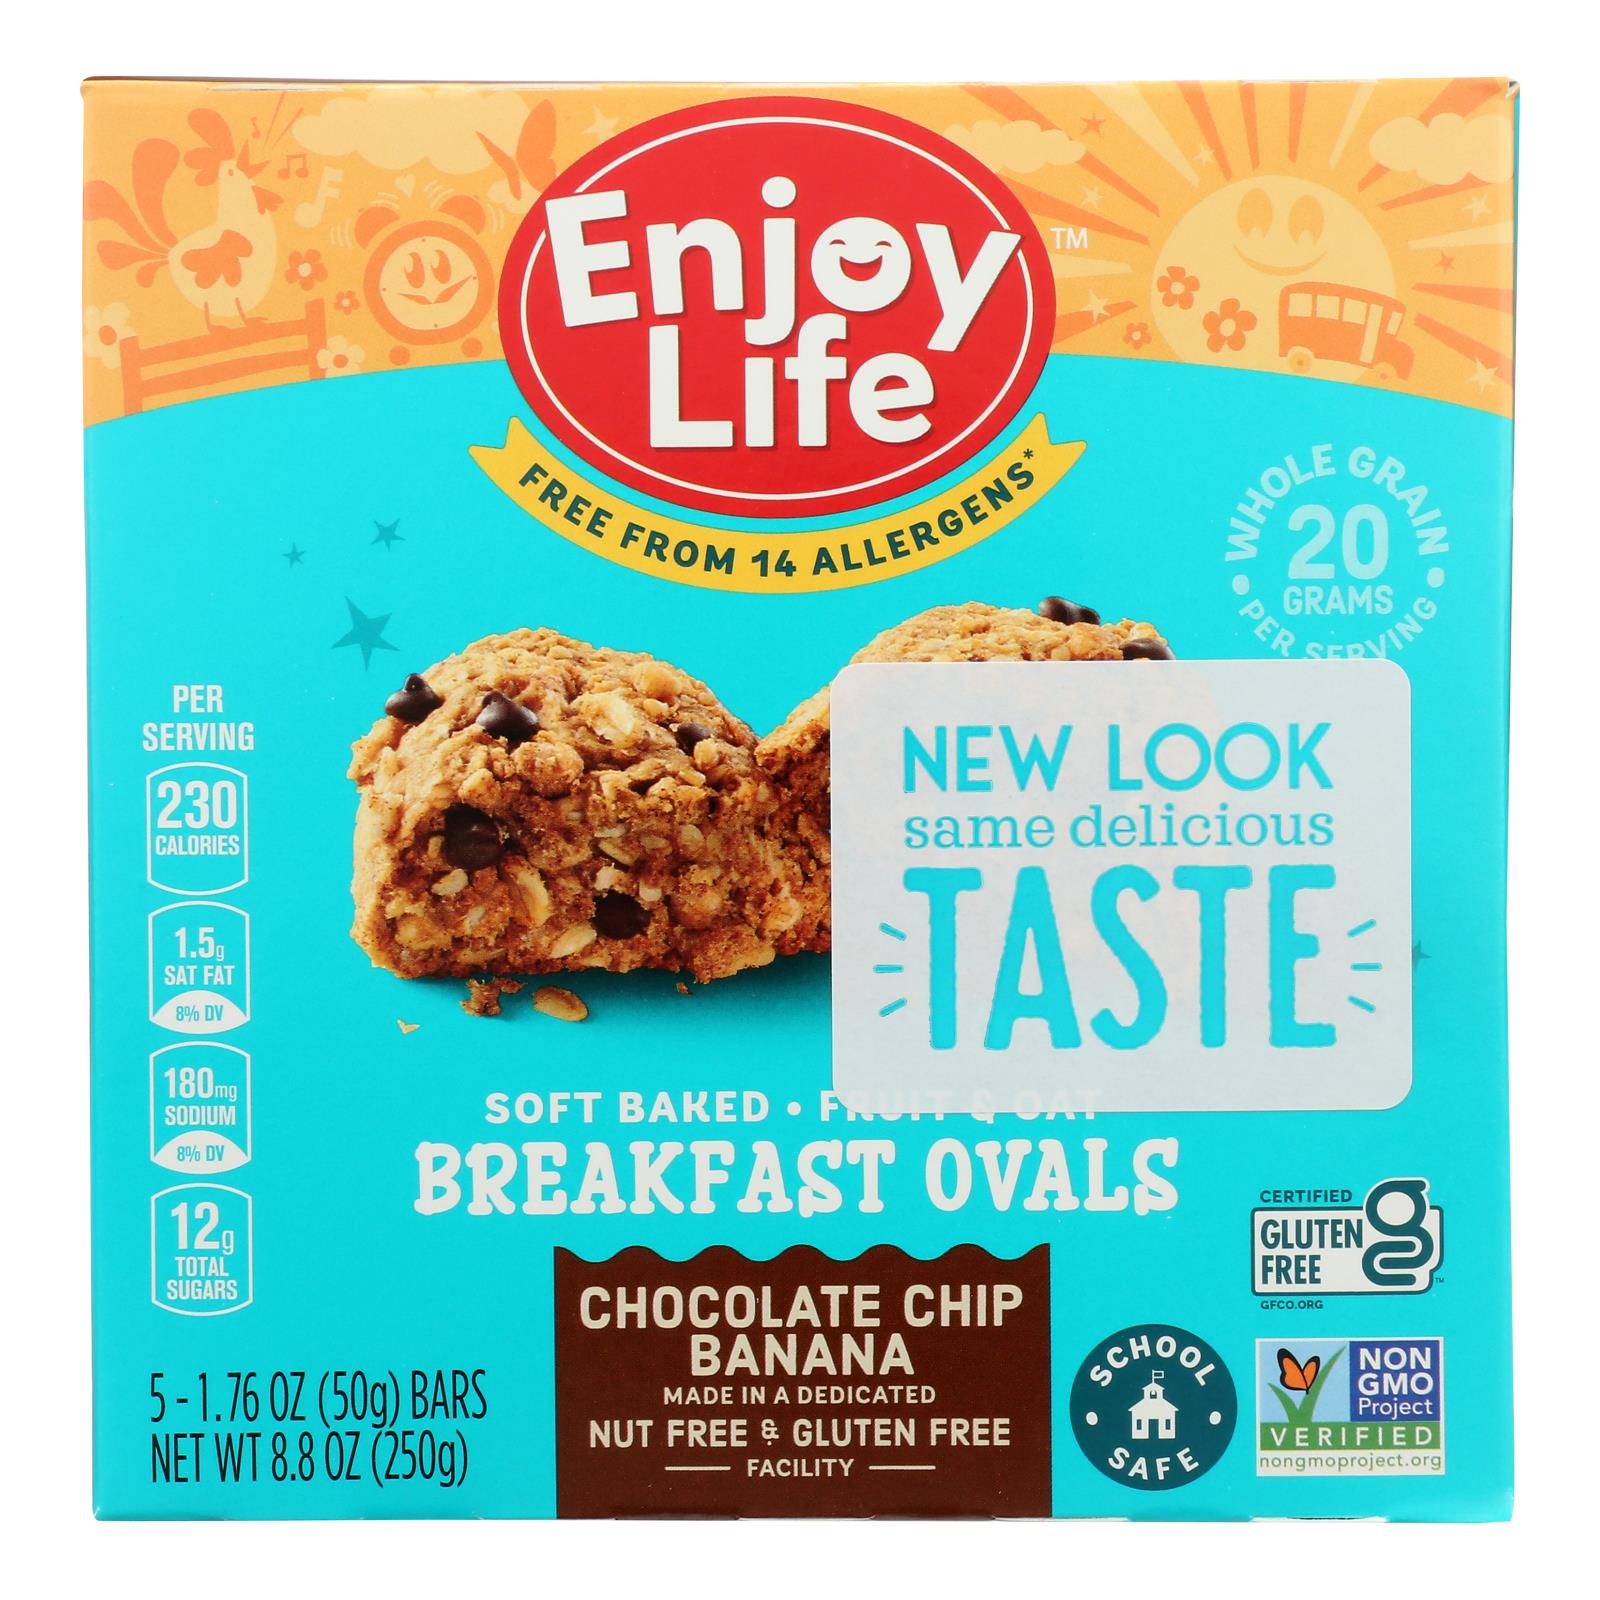 Enjoy
Life
TM
FREE FROM 14 ALLERGENS*
WHOLE GRAIN
20
GRAMS
PER SERVING
PER
SERVING
230
CALORIES
1.5g
SAT FAT
8% DV
180mg
SODIUM
8% DV
12g
TOTAL
SUGARS
NEW LOOK
same delicious
TASTE
SOFT BAKED • FRUIT & OAT
BREAKFAST OVALS
CHOCOLATE CHIP
BANANA
MADE IN A DEDICATED
NUT FREE & GLUTEN FREE
FACILITY
5 - 1.76 OZ (50g) BARS
NET WT 8.8 OZ (250g)
SCHOOL
SAFE
CERTIFIED
GLUTEN
FREE
g
TM
GFCO.ORG
NON
GMO
Project
VERIFIED
nongmoproject.org